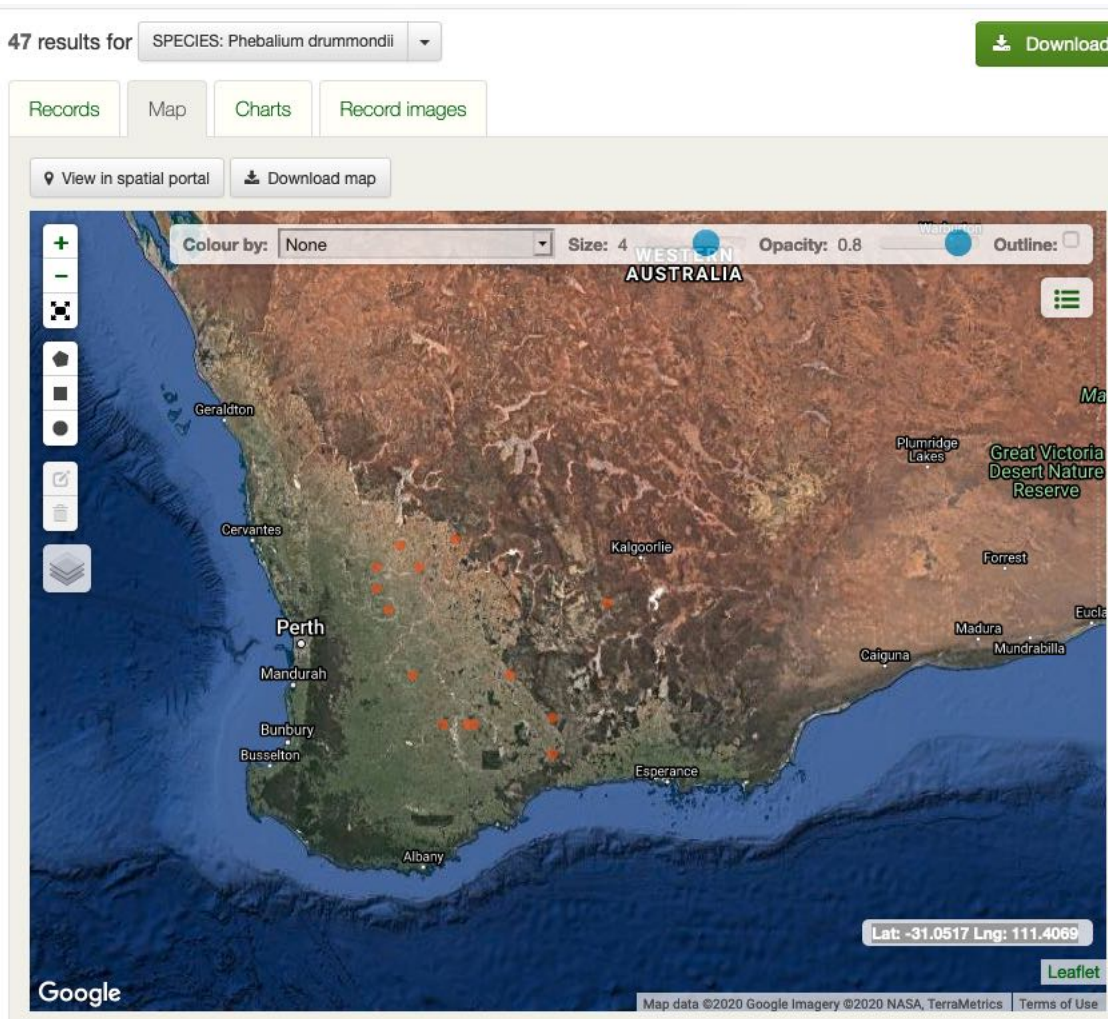 47 results for SPECIES: Phebalium drummondii
Download
Records Map Charts Record images
View in spatial portal Download map
+
−
Colour by: None Size: 4 Opacity: 0.8 Outline:
Warburton
WESTERN
AUSTRALIA
Ma
Geraldton
Plumridge
Lakes
Great Victoria
Desert Nature
Reserve
Cervantes
Kalgoorlie
Forrest
Eucla
Perth
Madura
Mundrabilla
Caiguna
Mandurah
Bunbury
Busselton
Esperance
Albany
Lat: -31.0517 Lng: 111.4069
Leaflet
Google
Map data ©2020 Google Imagery ©2020 NASA, TerraMetrics Terms of Use